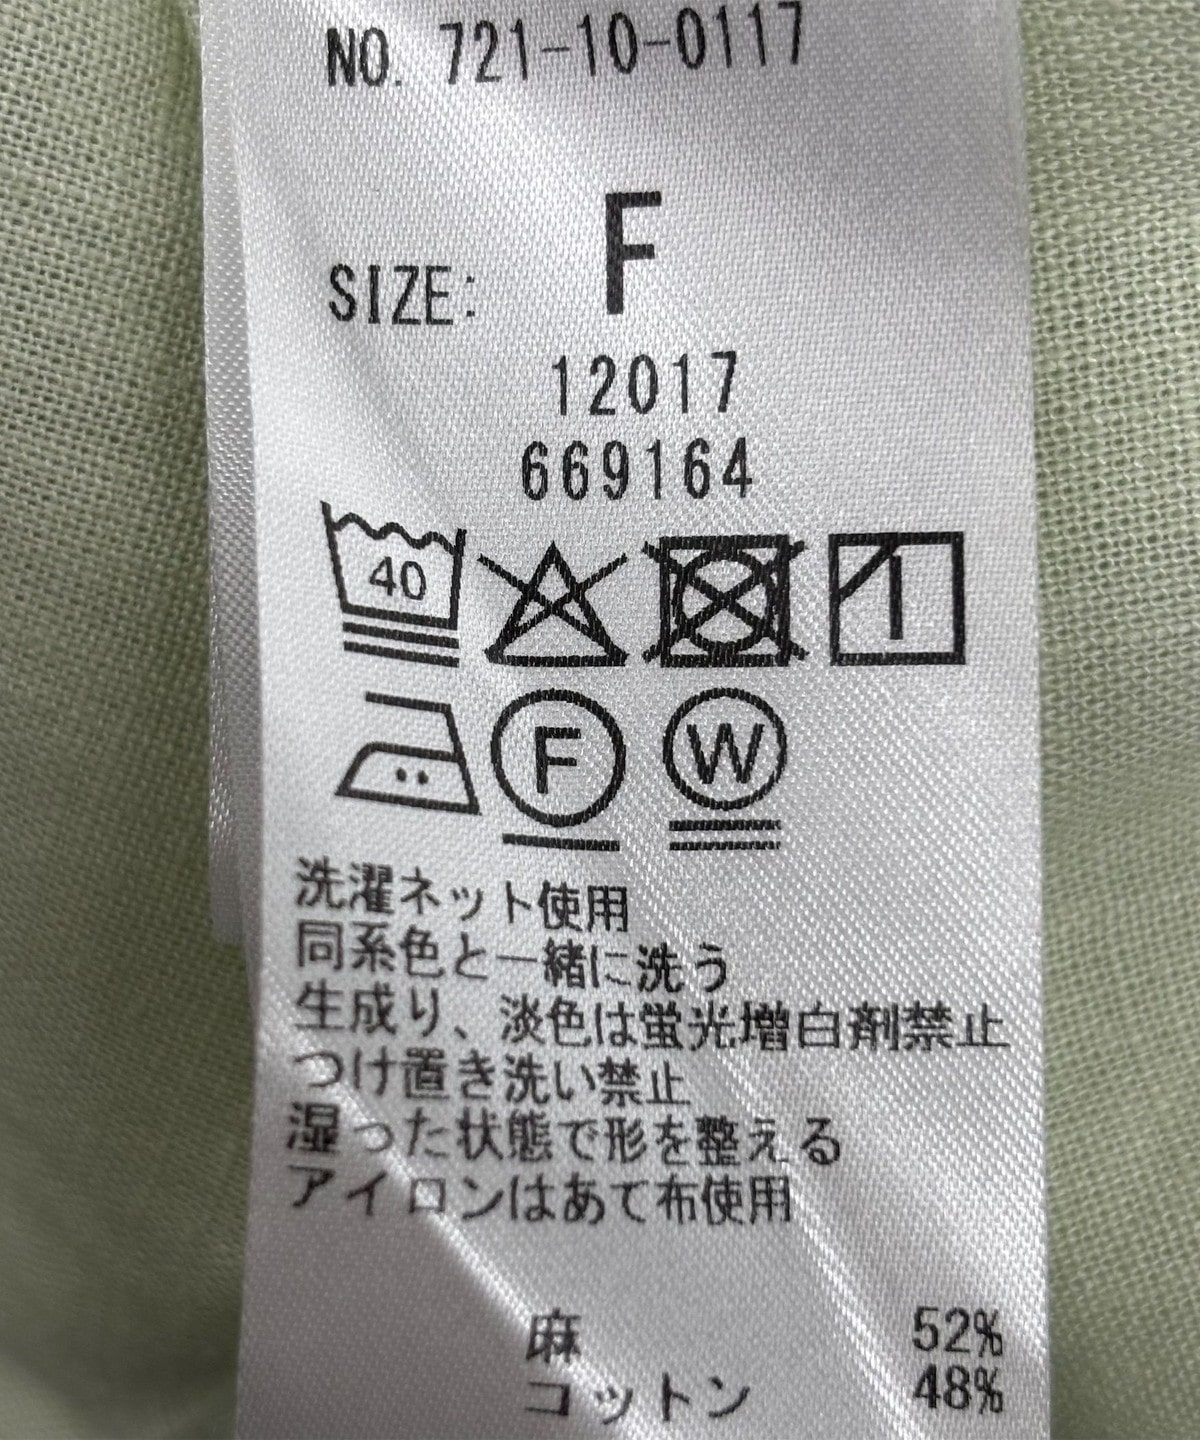 NO. 721-10-0117
SIZE: F
12017
669164
40
F W
洗濯ネット使用
同系色と一緒に洗う
生成り、淡色は蛍光増白剤禁止
つけ置き洗い禁止
湿った状態で形を整える
アイロンはあて布使用
麻 52%
コットン 48%